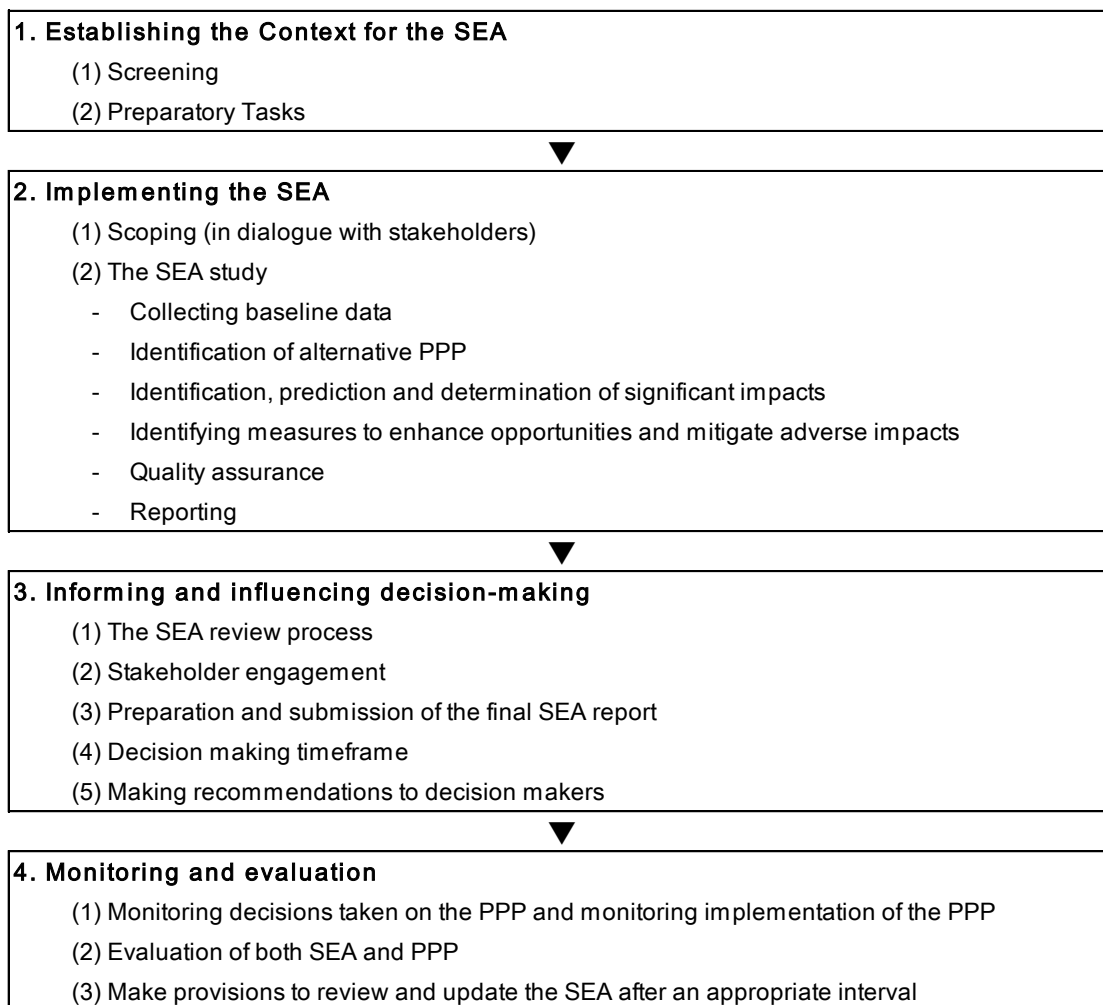 1. Establishing the Context for the SEA
(1) Screening
(2) Preparatory Tasks
2. Implementing the SEA
(1) Scoping (in dialogue with stakeholders)
(2) The SEA study
- Collecting baseline data
- Identification of alternative PPP
- Identification, prediction and determination of significant impacts
- Identifying measures to enhance opportunities and mitigate adverse impacts
- Quality assurance
- Reporting
3. Informing and influencing decision-making
(1) The SEA review process
(2) Stakeholder engagement
(3) Preparation and submission of the final SEA report
(4) Decision making timeframe
(5) Making recommendations to decision makers
4. Monitoring and evaluation
(1) Monitoring decisions taken on the PPP and monitoring implementation of the PPP
(2) Evaluation of both SEA and PPP
(3) Make provisions to review and update the SEA after an appropriate interval